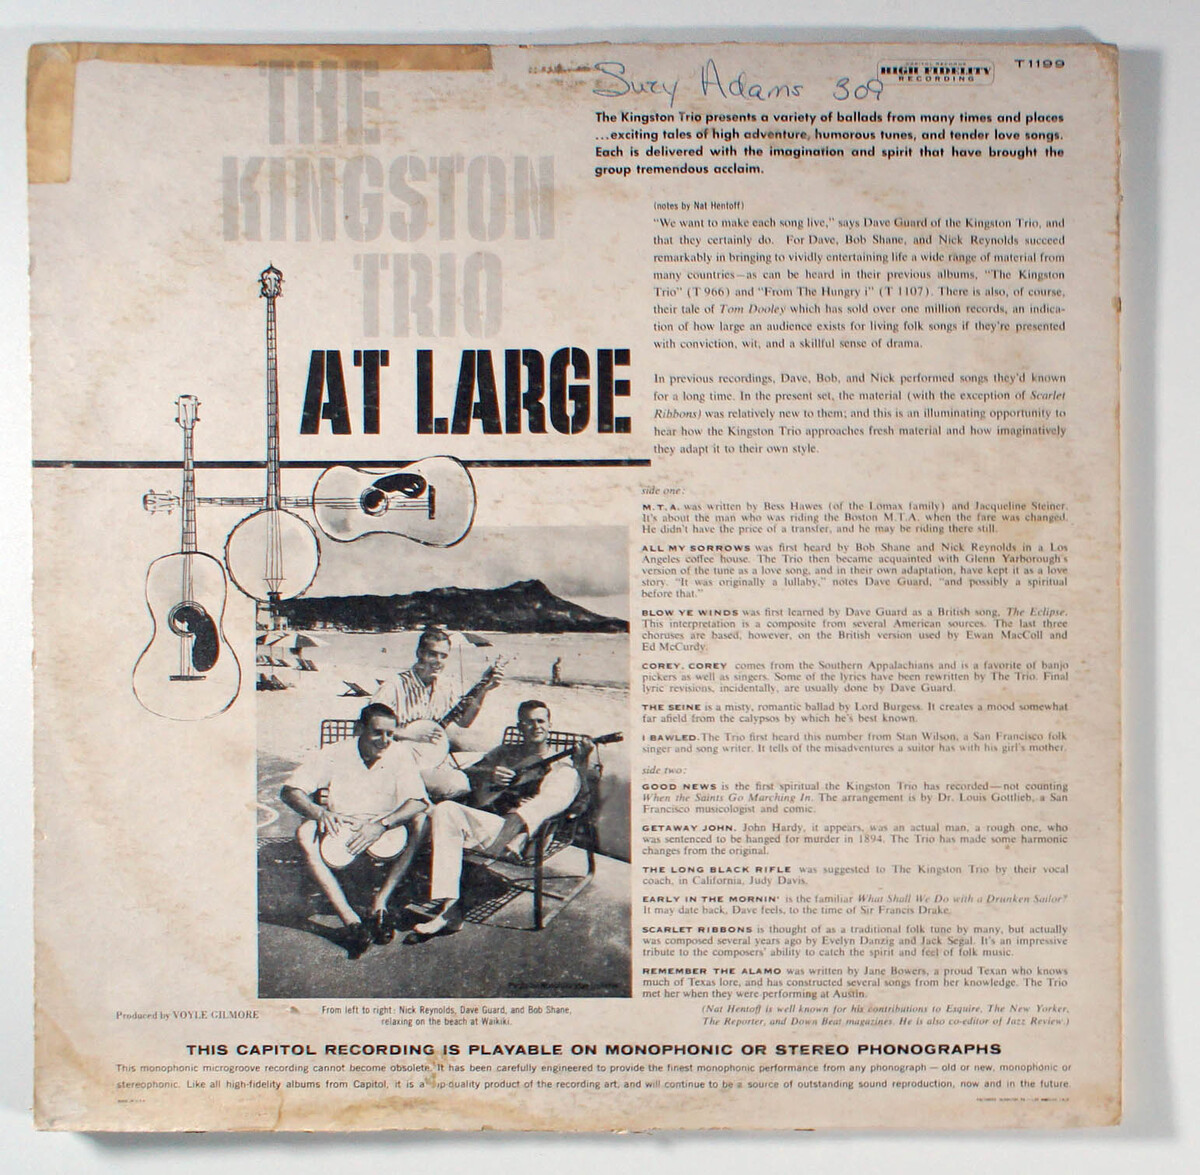 THE
KINGSTON
TRIO
AT LARGE
Suzy Adams 309
CAPITOL RECORDS
HIGH FIDELITY
RECORDING
T1199
The Kingston Trio presents a variety of ballads from many times and places
...exciting tales of high adventure, humorous tunes, and tender love songs.
Each is delivered with the imagination and spirit that have brought the
group tremendous acclaim.
(notes by Nat Hentoff)
"We want to make each song live," says Dave Guard of the Kingston Trio, and
that they certainly do. For Dave, Bob Shane, and Nick Reynolds succeed
remarkably in bringing to vividly entertaining life a wide range of material from
many countries—as can be heard in their previous albums, "The Kingston
Trio" (T 966) and "From The Hungry i" (T 1107). There is also, of course,
their tale of Tom Dooley which has sold over one million records, an indica-
tion of how large an audience exists for living folk songs if they're presented
with conviction, wit, and a skillful sense of drama.
In previous recordings, Dave, Bob, and Nick performed songs they'd known
for a long time. In the present set, the material (with the exception of Scarlet
Ribbons) was relatively new to them; and this is an illuminating opportunity to
hear how the Kingston Trio approaches fresh material and how imaginatively
they adapt it to their own style.
side one:
M.T.A. was written by Bess Hawes (of the Lomax family) and Jacqueline Steiner.
It's about the man who was riding the Boston M.T.A. when the fare was changed.
He didn't have the price of a transfer, and he may be riding there still.
ALL MY SORROWS was first heard by Bob Shane and Nick Reynolds in a Los
Angeles coffee house. The Trio then became acquainted with Glenn Yarborough's
version of the tune as a love song, and in their own adaptation, have kept it as a love
story. "It was originally a lullaby," notes Dave Guard, "and possibly a spiritual
before that."
BLOW YE WINDS was first learned by Dave Guard as a British song, The Eclipse.
This interpretation is a composite from several American sources. The last three
choruses are based, however, on the British version used by Ewan MacColl and
Ed McCurdy.
COREY, COREY comes from the Southern Appalachians and is a favorite of banjo
pickers as well as singers. Some of the lyrics have been rewritten by The Trio. Final
lyric revisions, incidentally, are usually done by Dave Guard.
THE SEINE is a misty, romantic ballad by Lord Burgess. It creates a mood somewhat
far afield from the calypsos by which he's best known.
I BAWLED. The Trio first heard this number from Stan Wilson, a San Francisco folk
singer and song writer. It tells of the misadventures a suitor has with his girl's mother.
side two:
GOOD NEWS is the first spiritual the Kingston Trio has recorded—not counting
When the Saints Go Marching In. The arrangement is by Dr. Louis Gottlieb, a San
Francisco musicologist and comic.
GETAWAY JOHN. John Hardy, it appears, was an actual man, a rough one, who
was sentenced to be hanged for murder in 1894. The Trio has made some harmonic
changes from the original.
THE LONG BLACK RIFLE was suggested to The Kingston Trio by their vocal
coach, in California, Judy Davis.
EARLY IN THE MORNIN' is the familiar What Shall We Do with a Drunken Sailor?
It may date back, Dave feels, to the time of Sir Francis Drake.
SCARLET RIBBONS is thought of as a traditional folk tune by many, but actually
was composed several years ago by Evelyn Danzig and Jack Segal. It's an impressive
tribute to the composers' ability to catch the spirit and feel of folk music.
REMEMBER THE ALAMO was written by Jane Bowers, a proud Texan who knows
much of Texas lore, and has constructed several songs from her knowledge. The Trio
met her when they were performing at Austin.
(Nat Hentoff is well known for his contributions to Esquire, The New Yorker,
The Reporter, and Down Beat magazines. He is also co-editor of Jazz Review.)
Produced by VOYLE GILMORE
From left to right: Nick Reynolds, Dave Guard, and Bob Shane,
relaxing on the beach at Waikiki.
THIS CAPITOL RECORDING IS PLAYABLE ON MONOPHONIC OR STEREO PHONOGRAPHS
This monophonic microgroove recording cannot become obsolete. It has been carefully engineered to provide the finest monophonic performance from any phonograph — old or new, monophonic or
stereophonic. Like all high-fidelity albums from Capitol, it is a top-quality product of the recording art, and will continue to be a source of outstanding sound reproduction, now and in the future.